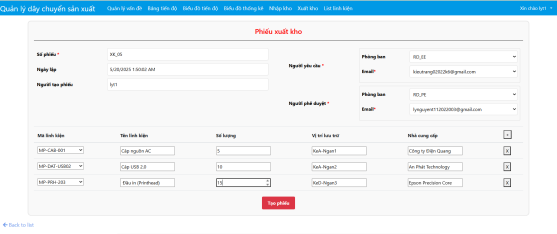 Quản lý dây chuyền sản xuất Quản lý vấn đề Bảng tiến độ Biểu đồ tiến độ Biểu đồ thống kê Nhập kho Xuất kho List linh kiện Xin chào lyt1
Phiếu xuất kho
Số phiếu * XK_05
Ngày lập 5/29/2025 1:50:02 AM
Người tạo phiếu lyt1
Người yêu cầu *
Phòng ban RD_EE
Email* kieutrang02022k6@gmail.com
Người phê duyệt *
Phòng ban RD_PE
Email* lynguyent112022003@gmail.com
Mã linh kiện Tên linh kiện Số lượng Vị trí lưu trữ Nhà cung cấp +
MP-CAB-001 Cáp nguồn AC 5 KeA-Ngan1 Công ty Điện Quang X
MP-DAT-USB03 Cáp USB 2.0 10 KeA-Ngan2 An Phát Technology X
MP-PRH-203 Đầu in (Printhead) 15 KeD-Ngan3 Epson Precision Core X
Tạo phiếu
Back to list